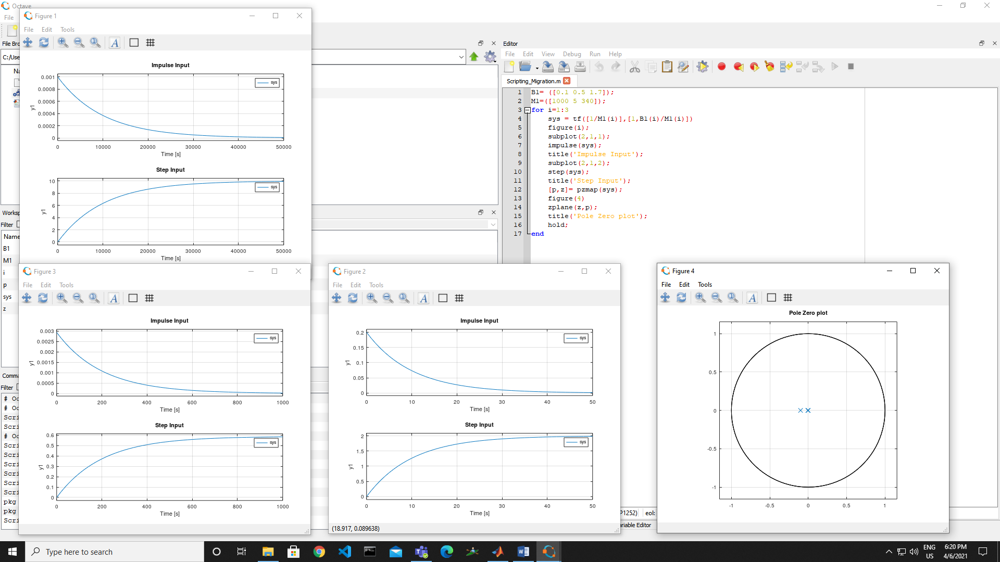 Octave
File
Figure 1
File Edit Tools
File Bro
C:/Use
Na
Impulse Input
sys
0.001
0.0008
0.0006
0.0004
0.0002
0
y1
0 10000 20000 30000 40000 50000
Time [s]
Step Input
sys
10
8
6
4
2
0
y1
0 10000 20000 30000 40000 50000
Time [s]
Worksp
Filter
Name
B1
M1
i
p
sys
z
Comma
Filter
# Oc
# Oc
Scri
Scri
# Oc
Scri
Scri
Scri
Scri
Scri
Scri
pkg
pkg
Scri
Editor
File Edit View Debug Run Help
Scripting_Migration.m
1 B1= ([0.1 0.5 1.7]);
2 M1=([1000 5 340]);
3 for i=1:3
4 sys = tf([1/M1(i)],[1,B1(i)/M1(i)])
5 figure(i);
6 subplot(2,1,1);
7 impulse(sys);
8 title('Impulse Input');
9 subplot(2,1,2);
10 step(sys);
11 title('Step Input');
12 [p,z]= pzmap(sys);
13 figure(4)
14 zplane(z,p);
15 title('Pole Zero plot');
16 hold;
17 end
Figure 3
File Edit Tools
Impulse Input
sys
0.003
0.0025
0.002
0.0015
0.001
0.0005
0
y1
0 200 400 600 800 1000
Time [s]
Step Input
sys
0.6
0.5
0.4
0.3
0.2
0.1
0
y1
0 200 400 600 800 1000
Time [s]
Figure 2
File Edit Tools
Impulse Input
sys
0.2
0.15
0.1
0.05
0
y1
0 10 20 30 40 50
Time [s]
Step Input
sys
2
1.5
1
0.5
0
y1
0 10 20 30 40 50
Time [s]
(18.917, 0.089638)
P1252) eol:
ariable Editor
Figure 4
File Edit Tools
Pole Zero plot
1
0.5
0
-0.5
-1
-1 -0.5 0 0.5 1
Type here to search
ENG
US
6:20 PM
4/6/2021